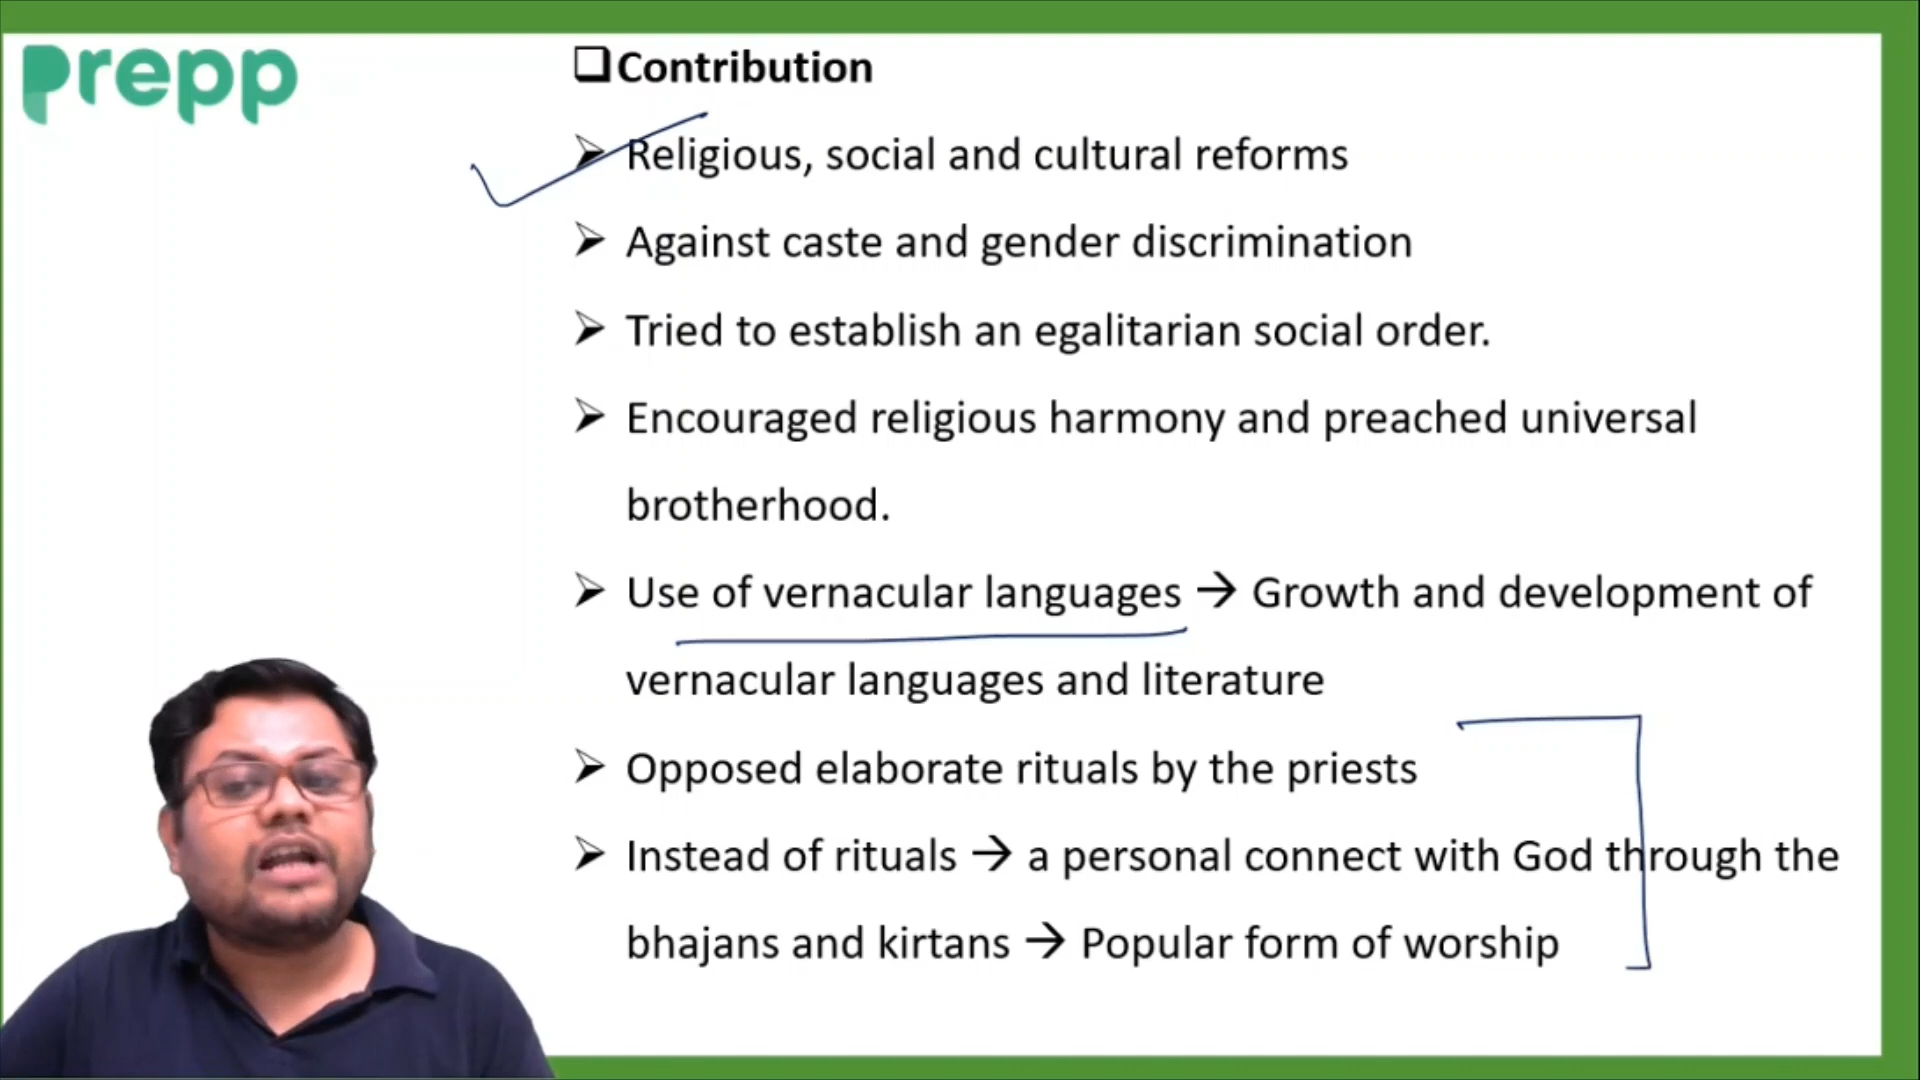 prepp
❑Contribution
➢ Religious, social and cultural reforms
➢ Against caste and gender discrimination
➢ Tried to establish an egalitarian social order.
➢ Encouraged religious harmony and preached universal
brotherhood.
➢ Use of vernacular languages → Growth and development of
vernacular languages and literature
➢ Opposed elaborate rituals by the priests
➢ Instead of rituals → a personal connect with God through the
bhajans and kirtans → Popular form of worship